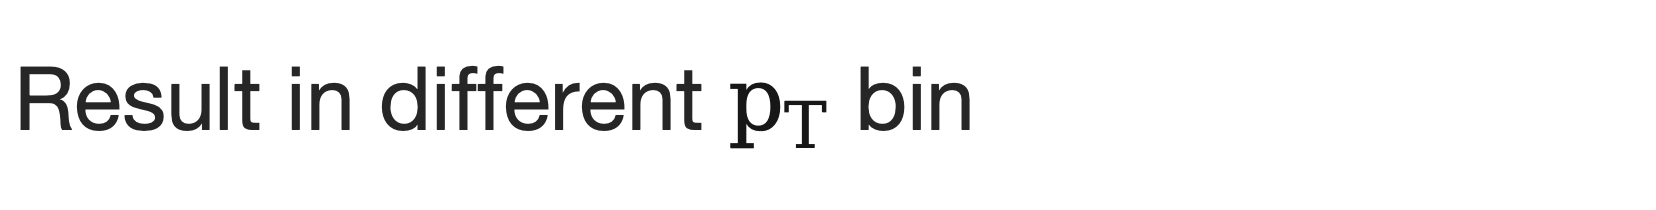 Result in different p_T bin